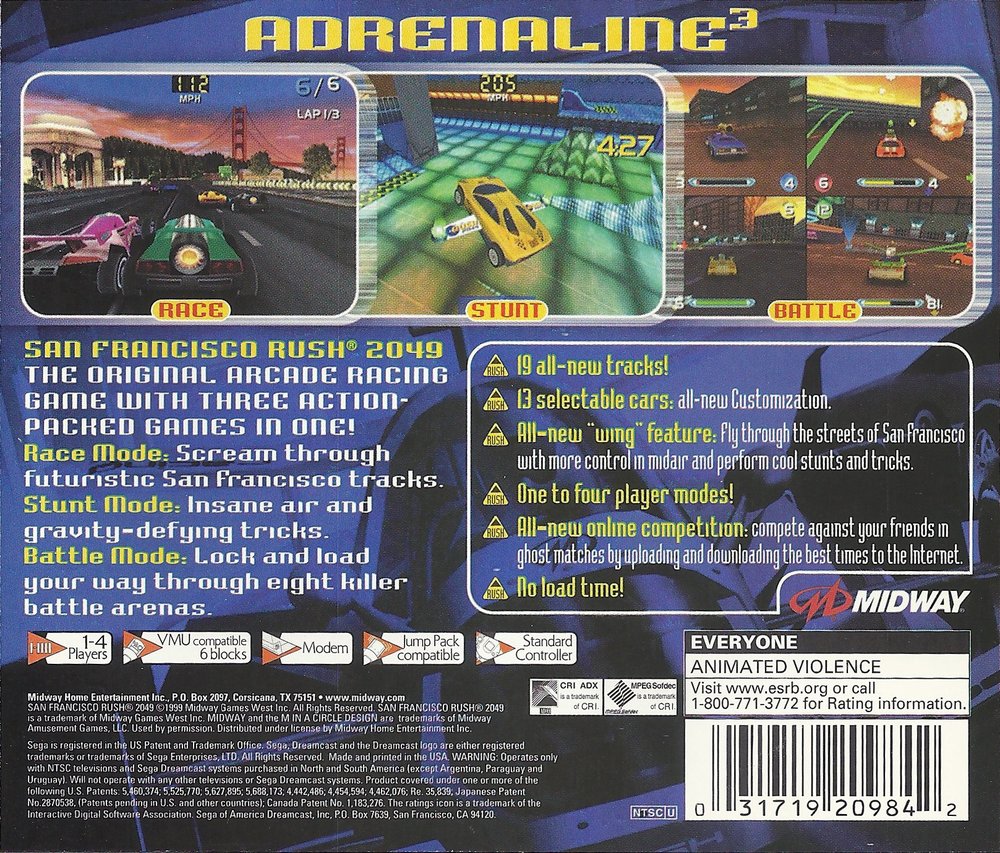 ADRENALINE³
112
MPH
6/6
LAP 1/3
RACE
205
MPH
4:27
STUNT
3
4
6
4
5
12
6
81
BATTLE
SAN FRANCISCO RUSH® 2049
THE ORIGINAL ARCADE RACING
GAME WITH THREE ACTION-
PACKED GAMES IN ONE!
Race Mode: Scream through
futuristic San Francisco tracks.
Stunt Mode: Insane air and
gravity-defying tricks.
Battle Mode: Lock and load
your way through eight killer
battle arenas.
RUSH 19 all-new tracks!
RUSH 13 selectable cars: all-new Customization.
RUSH All-new "wing" feature: Fly through the streets of San Francisco
with more control in midair and perform cool stunts and tricks.
RUSH One to four player modes!
RUSH All-new online competition: compete against your friends in
ghost matches by uploading and downloading the best times to the Internet.
RUSH No load time!
MIDWAY®
1-4
Players
VMU compatible
6 blocks
Modem
Jump Pack
compatible
Standard
Controller
EVERYONE
ANIMATED VIOLENCE
Visit www.esrb.org or call
1-800-771-3772 for Rating information.
Midway Home Entertainment Inc., P.O. Box 2097, Corsicana, TX 75151 • www.midway.com
SAN FRANCISCO RUSH® 2049 ©1999 Midway Games West Inc. All Rights Reserved. SAN FRANCISCO RUSH® 2049
is a trademark of Midway Games West Inc. MIDWAY and the M IN A CIRCLE DESIGN are trademarks of Midway
Amusement Games, LLC. Used by permission. Distributed under license by Midway Home Entertainment Inc.
CRI ADX
is a trademark
of CRI.
ADX
MPEG Sofdec
is a trademark
of CRI.
MPEG Sofdec
Sega is registered in the US Patent and Trademark Office. Sega, Dreamcast and the Dreamcast logo are either registered
trademarks or trademarks of Sega Enterprises, LTD. All Rights Reserved. Made and printed in the USA. WARNING: Operates only
with NTSC televisions and Sega Dreamcast systems purchased in North and South America (except Argentina, Paraguay and
Uruguay). Will not operate with any other televisions or Sega Dreamcast systems. Product covered under one or more of the
following U.S. Patents: 5,460,374; 5,525,770; 5,627,895; 5,688,173; 4,442,486; 4,454,594; 4,462,076; Re. 35,839; Japanese Patent
No.2870538, (Patents pending in U.S. and other countries); Canada Patent No. 1,183,276. The ratings icon is a trademark of the
Interactive Digital Software Association. Sega of America Dreamcast, Inc, P.O. Box 7639, San Francisco, CA 94120.
NTSC U
0 31719 20984 2